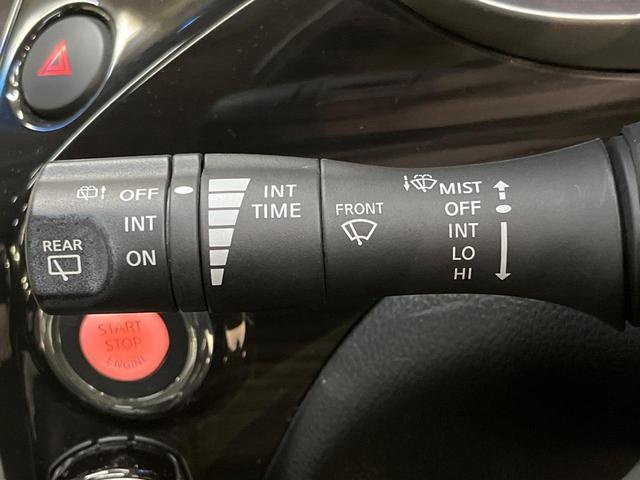 OFF
INT
ON
REAR
INT
TIME
FRONT
MIST
OFF
INT
LO
HI
START
STOP
ENGINE